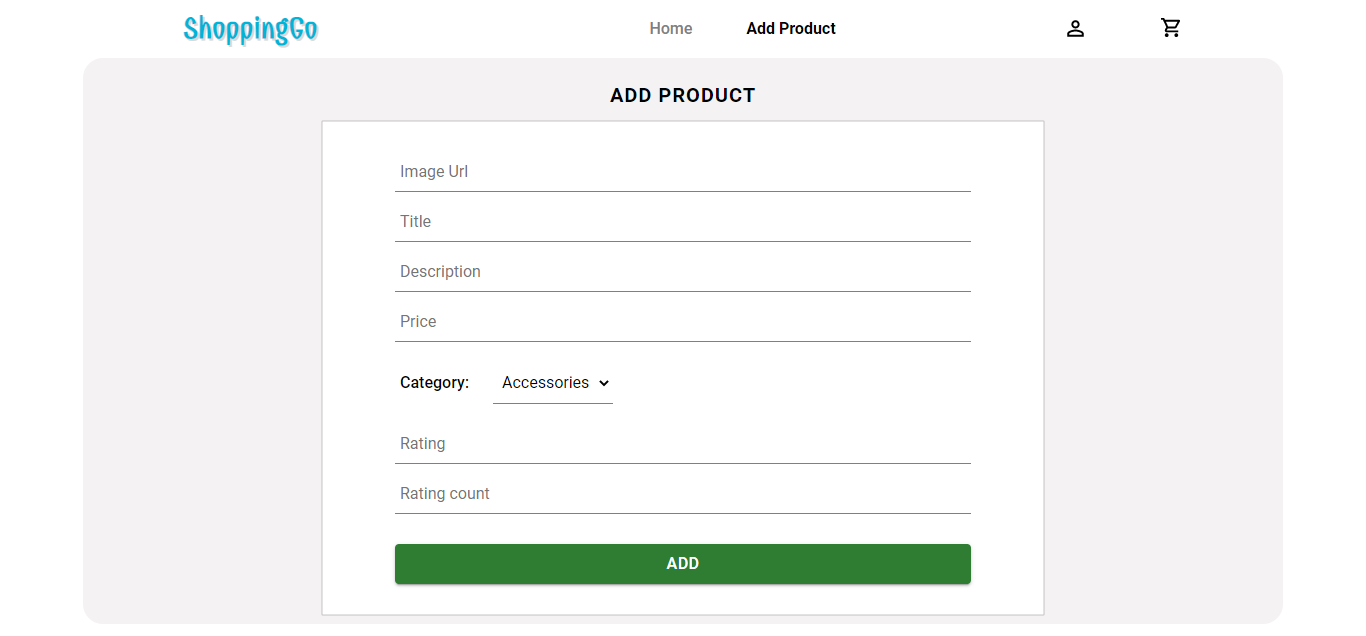 ShoppingGo Home Add Product
ADD PRODUCT
Image Url
Title
Description
Price
Category: Accessories
Rating
Rating count
ADD